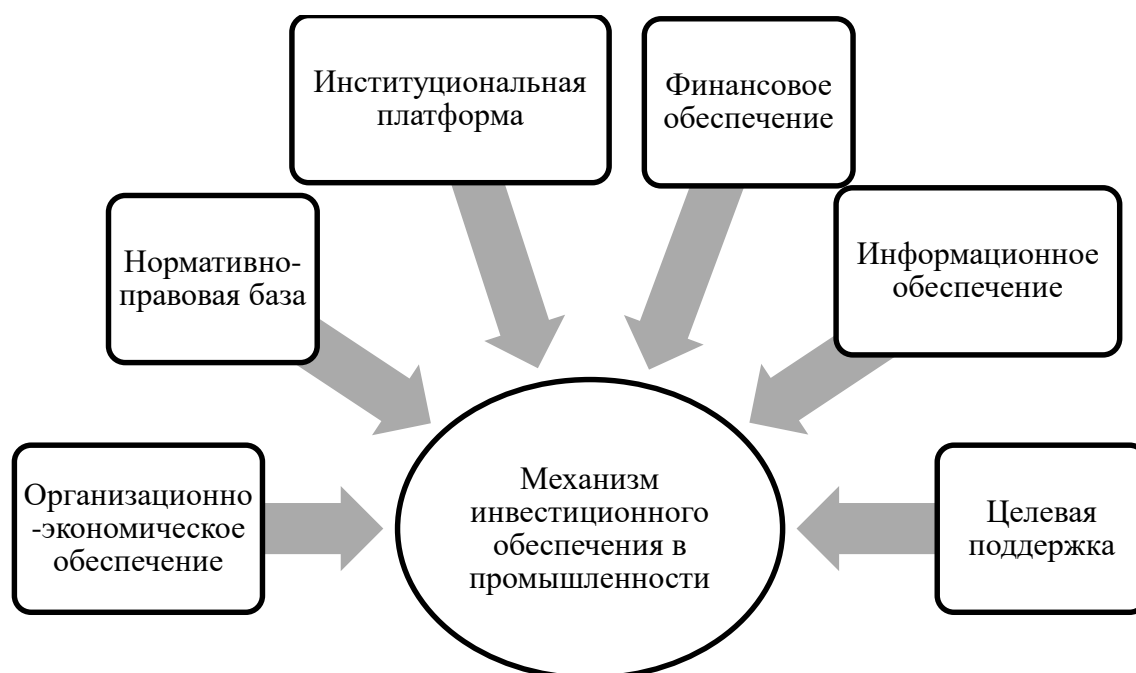 Институциональная
платформа
Финансовое
обеспечение
Нормативно-
правовая база
Информационное
обеспечение
Организационно
-экономическое
обеспечение
Механизм
инвестиционного
обеспечения в
промышленности
Целевая
поддержка